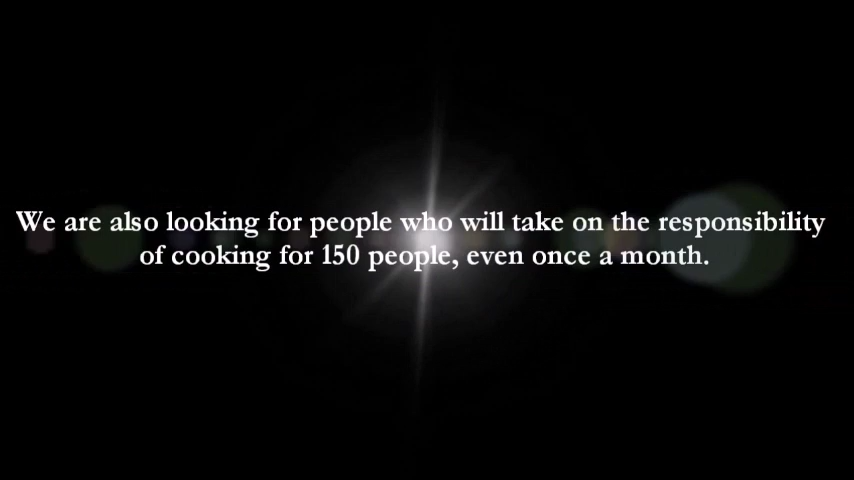 We are also looking for people who will take on the responsibility
of cooking for 150 people, even once a month.